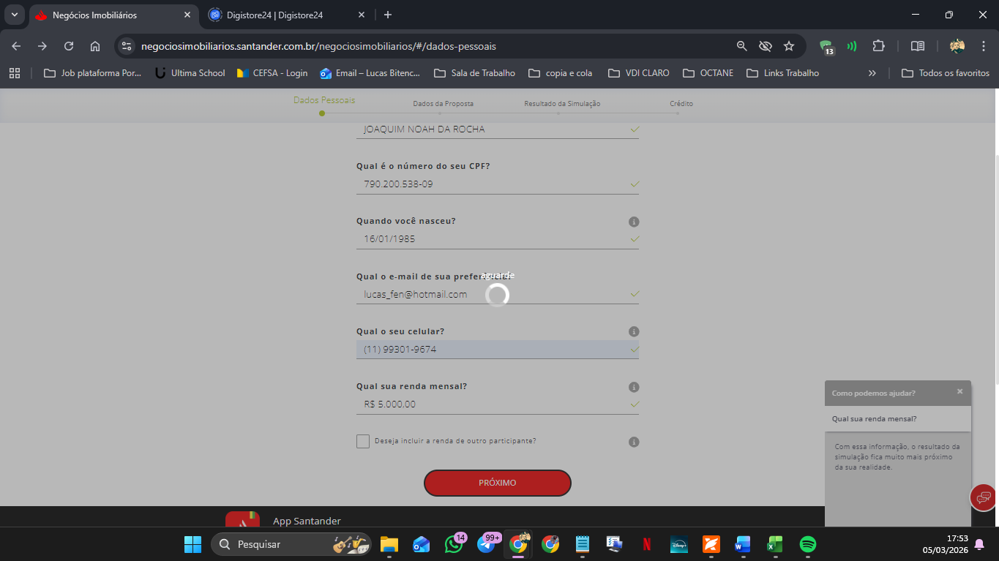 Negócios Imobiliários
Digistore24 | Digistore24
negociosimobiliarios.santander.com.br/negociosimobiliarios/#/dados-pessoais
13
Job plataforma Por...
Ultima School
CEFSA - Login
Email – Lucas Bitenc...
Sala de Trabalho
copia e cola
VDI CLARO
OCTANE
Links Trabalho
Todos os favoritos
Dados Pessoais
Dados da Proposta
Resultado da Simulação
Crédito
JOAQUIM NOAH DA ROCHA
Qual é o número do seu CPF?
790.200.538-09
Quando você nasceu?
16/01/1985
Qual o e-mail de sua preferência?
aguarde
lucas_fen@hotmail.com
Qual o seu celular?
(11) 99301-9674
Qual sua renda mensal?
R$ 5.000,00
Deseja incluir a renda de outro participante?
PRÓXIMO
Como podemos ajudar?
Qual sua renda mensal?
Com essa informação, o resultado da
simulação fica muito mais próximo
da sua realidade.
App Santander
Pesquisar
14
99+
17:53
05/03/2026